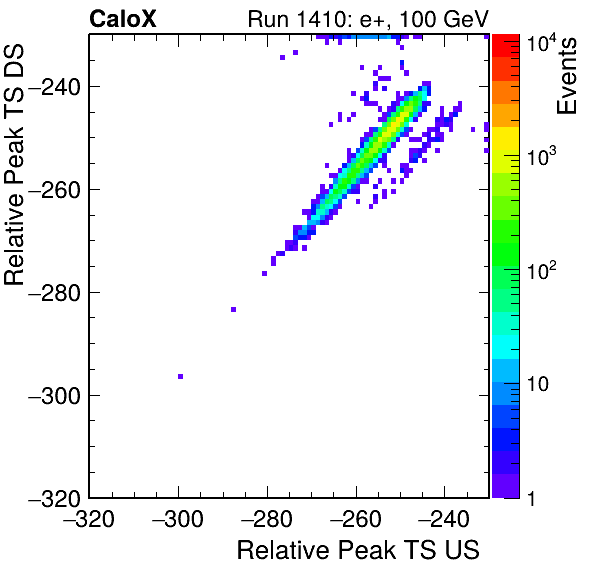 CaloX Run 1410: e+, 100 GeV
Relative Peak TS DS
−240
−260
−280
−300
−320
−320 −300 −280 −260 −240
Relative Peak TS US
Events
10^4
10^3
10^2
10
1